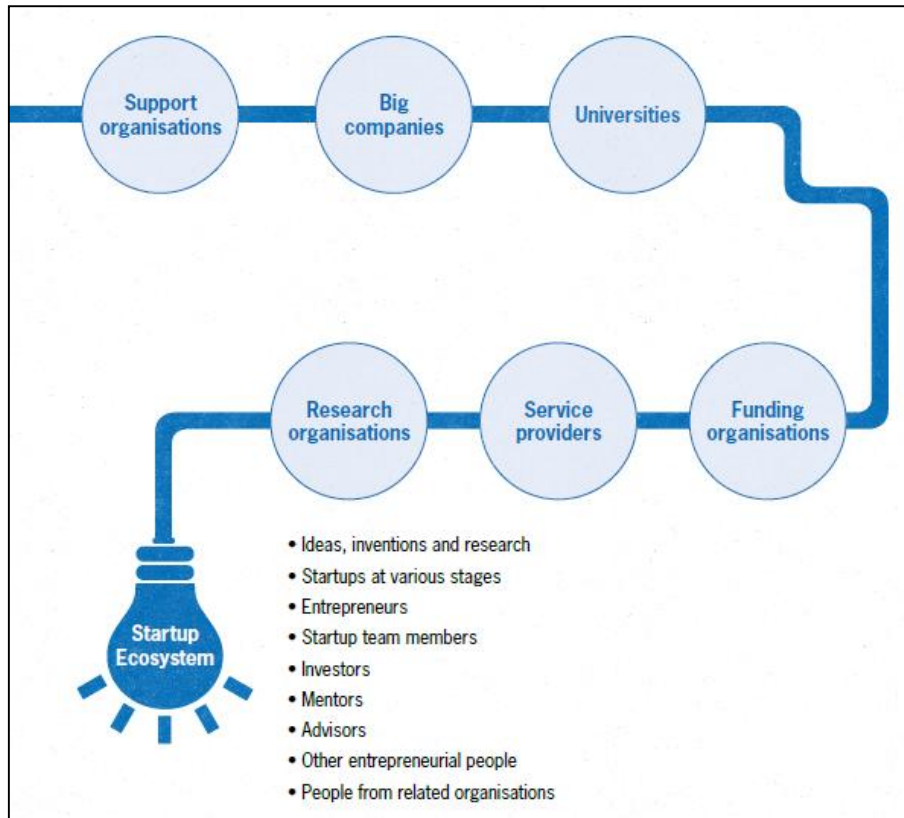 Support
organisations
Big
companies
Universities
Research
organisations
Service
providers
Funding
organisations
Startup
Ecosystem
• Ideas, inventions and research
• Startups at various stages
• Entrepreneurs
• Startup team members
• Investors
• Mentors
• Advisors
• Other entrepreneurial people
• People from related organisations